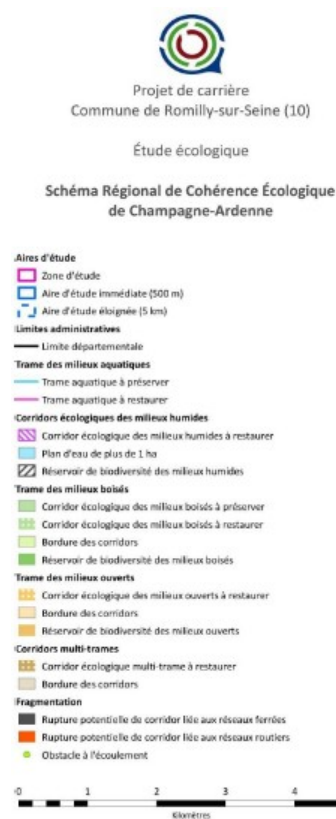 Projet de carrière
Commune de Romilly-sur-Seine (10)
Étude écologique
Schéma Régional de Cohérence Écologique
de Champagne-Ardenne
Aires d'étude
Zone d'étude
Aire d'étude immédiate (500 m)
Aire d'étude éloignée (5 km)
Limites administratives
Limite départementale
Trame des milieux aquatiques
Trame aquatique à préserver
Trame aquatique à restaurer
Corridors écologiques des milieux humides
Corridor écologique des milieux humides à restaurer
Plan d'eau de plus de 1 ha
Réservoir de biodiversité des milieux humides
Trame des milieux boisés
Corridor écologique des milieux boisés à préserver
Corridor écologique des milieux boisés à restaurer
Bordure des corridors
Réservoir de biodiversité des milieux boisés
Trame des milieux ouverts
Corridor écologique des milieux ouverts à restaurer
Bordure des corridors
Réservoir de biodiversité des milieux ouverts
Corridors multi-trames
Corridor écologique multi-trame à restaurer
Bordure des corridors
Fragmentation
Rupture potentielle de corridor liée aux réseaux ferrées
Rupture potentielle de corridor liée aux réseaux routiers
Obstacle à l'écoulement
0 1 2 3 4
Kilomètres